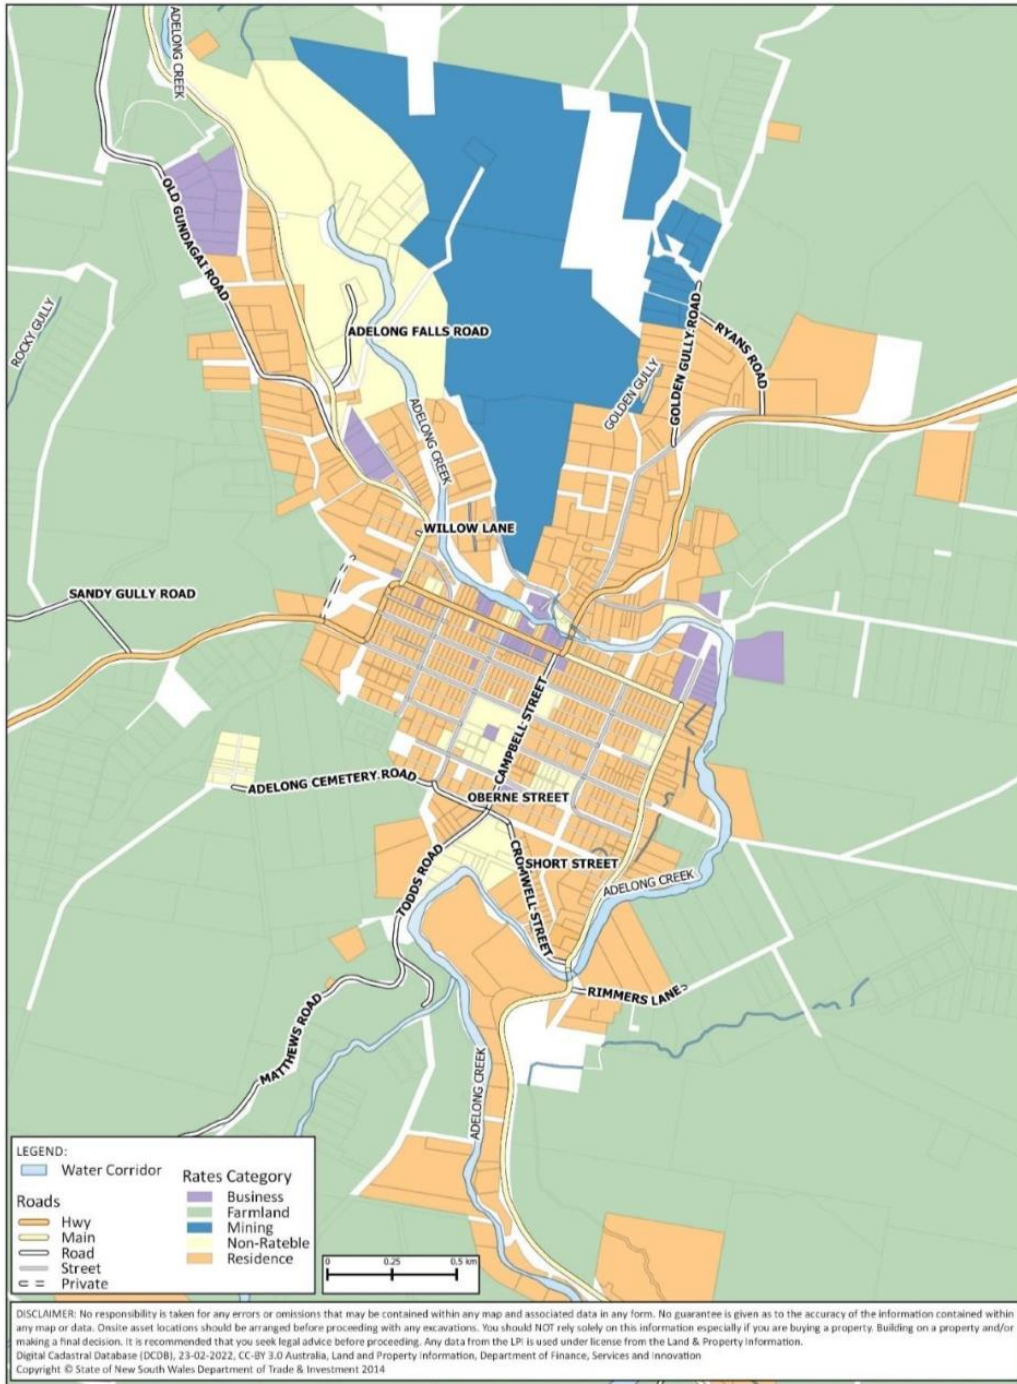 ADELONG CREEK
OLD GUNDAGAI ROAD
ROCKY GULLY
ADELONG FALLS ROAD
GOLDEN GULLY ROAD
RYANS ROAD
GOLDEN GULLY
ADELONG CREEK
WILLOW LANE
SANDY GULLY ROAD
CAMPBELL STREET
ADELONG CEMETERY ROAD
OBERNE STREET
TODDS ROAD
CROMWELL STREET
SHORT STREET
ADELONG CREEK
RIMMERS LANE
MATTHEWS ROAD
ADELONG CREEK
LEGEND:
Water Corridor
Roads
Hwy
Main
Road
Street
Private
Rates Category
Business
Farmland
Mining
Non-Rateble
Residence
0 0.25 0.5 km
DISCLAIMER: No responsibility is taken for any errors or omissions that may be contained within any map and associated data in any form. No guarantee is given as to the accuracy of the information contained within
any map or data. Onsite asset locations should be arranged before proceeding with any excavations. You should NOT rely solely on this information especially if you are buying a property. Building on a property and/or
making a final decision. It is recommended that you seek legal advice before proceeding. Any data from the LPI is used under license from the Land & Property Information.
Digital Cadastral Database (DCDB), 23-02-2022, CC-BY 3.0 Australia, Land and Property Information, Department of Finance, Services and Innovation
Copyright © State of New South Wales Department of Trade & Investment 2014